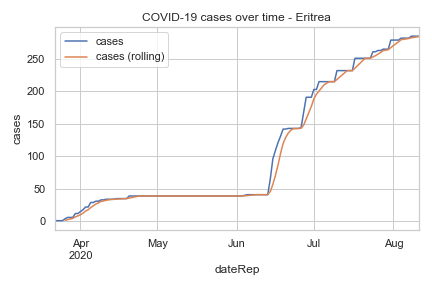 COVID-19 cases over time - Eritrea
cases
cases (rolling)
250
200
150
100
50
0
cases
Apr May Jun Jul Aug
2020
dateRep